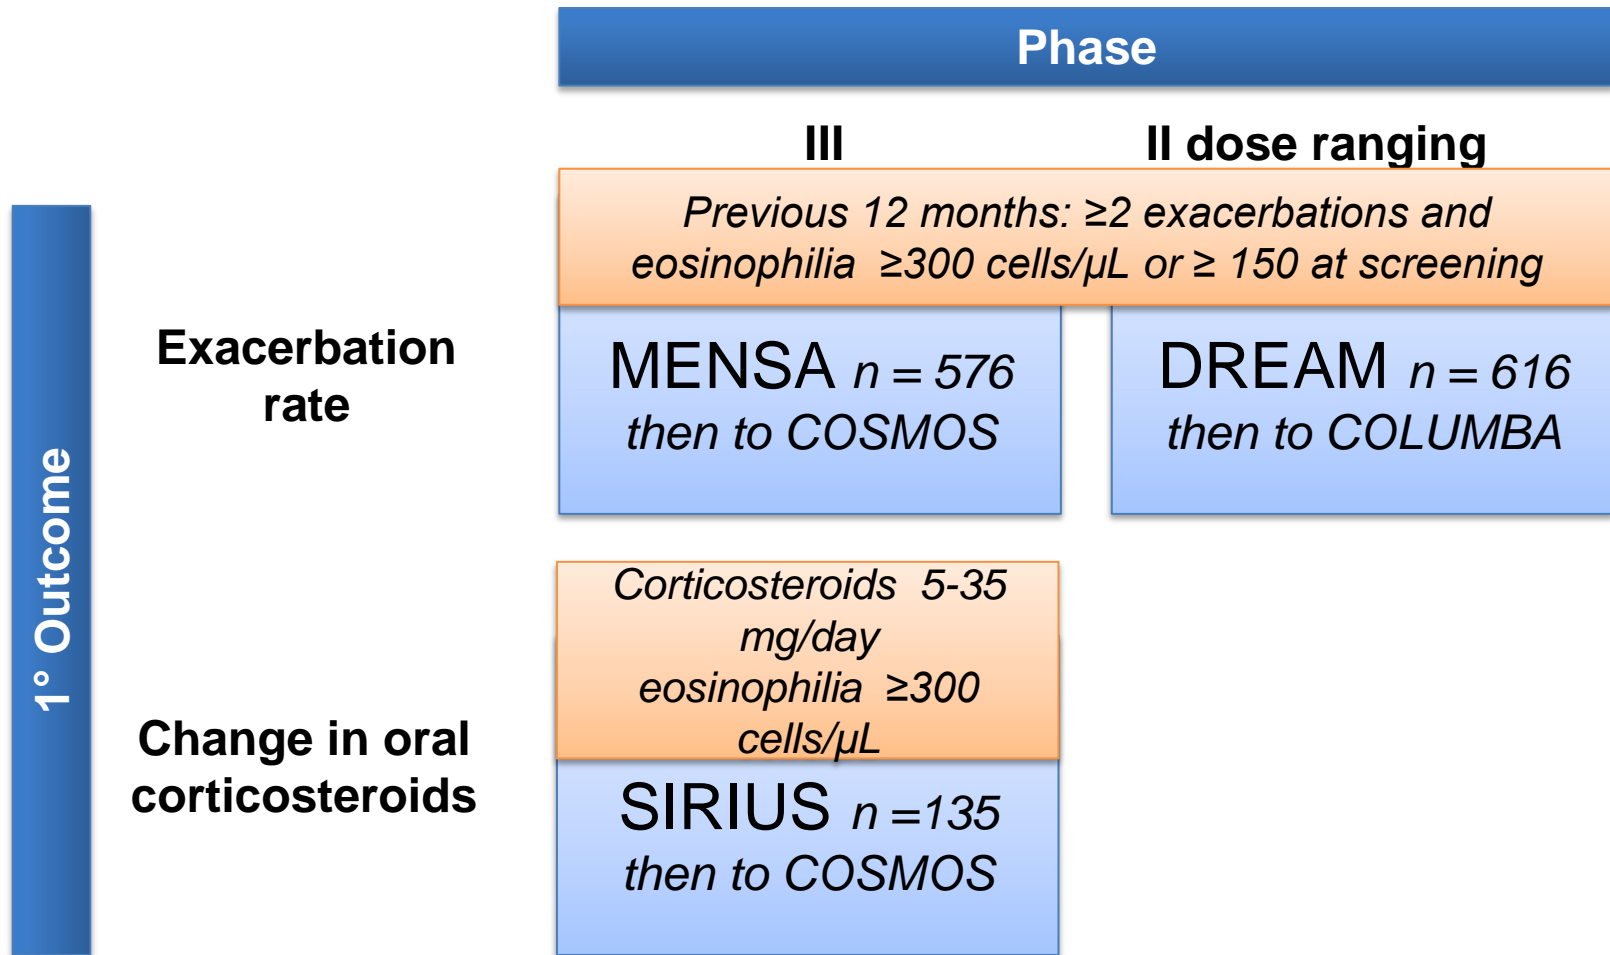 Phase
III
II dose ranging
Previous 12 months: ≥2 exacerbations and
eosinophilia ≥300 cells/µL or ≥ 150 at screening
1° Outcome
Exacerbation
rate
MENSA n = 576
then to COSMOS
DREAM n = 616
then to COLUMBA
Change in oral
corticosteroids
Corticosteroids 5-35
mg/day
eosinophilia ≥300
cells/µL
SIRIUS n =135
then to COSMOS